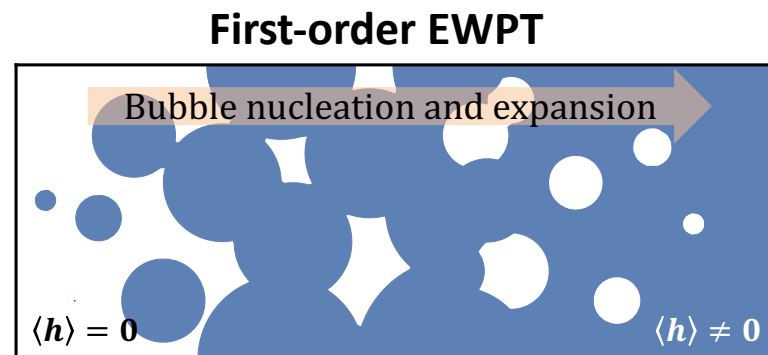 First-order EWPT
Bubble nucleation and expansion
⟨h⟩ = 0
⟨h⟩ ≠ 0